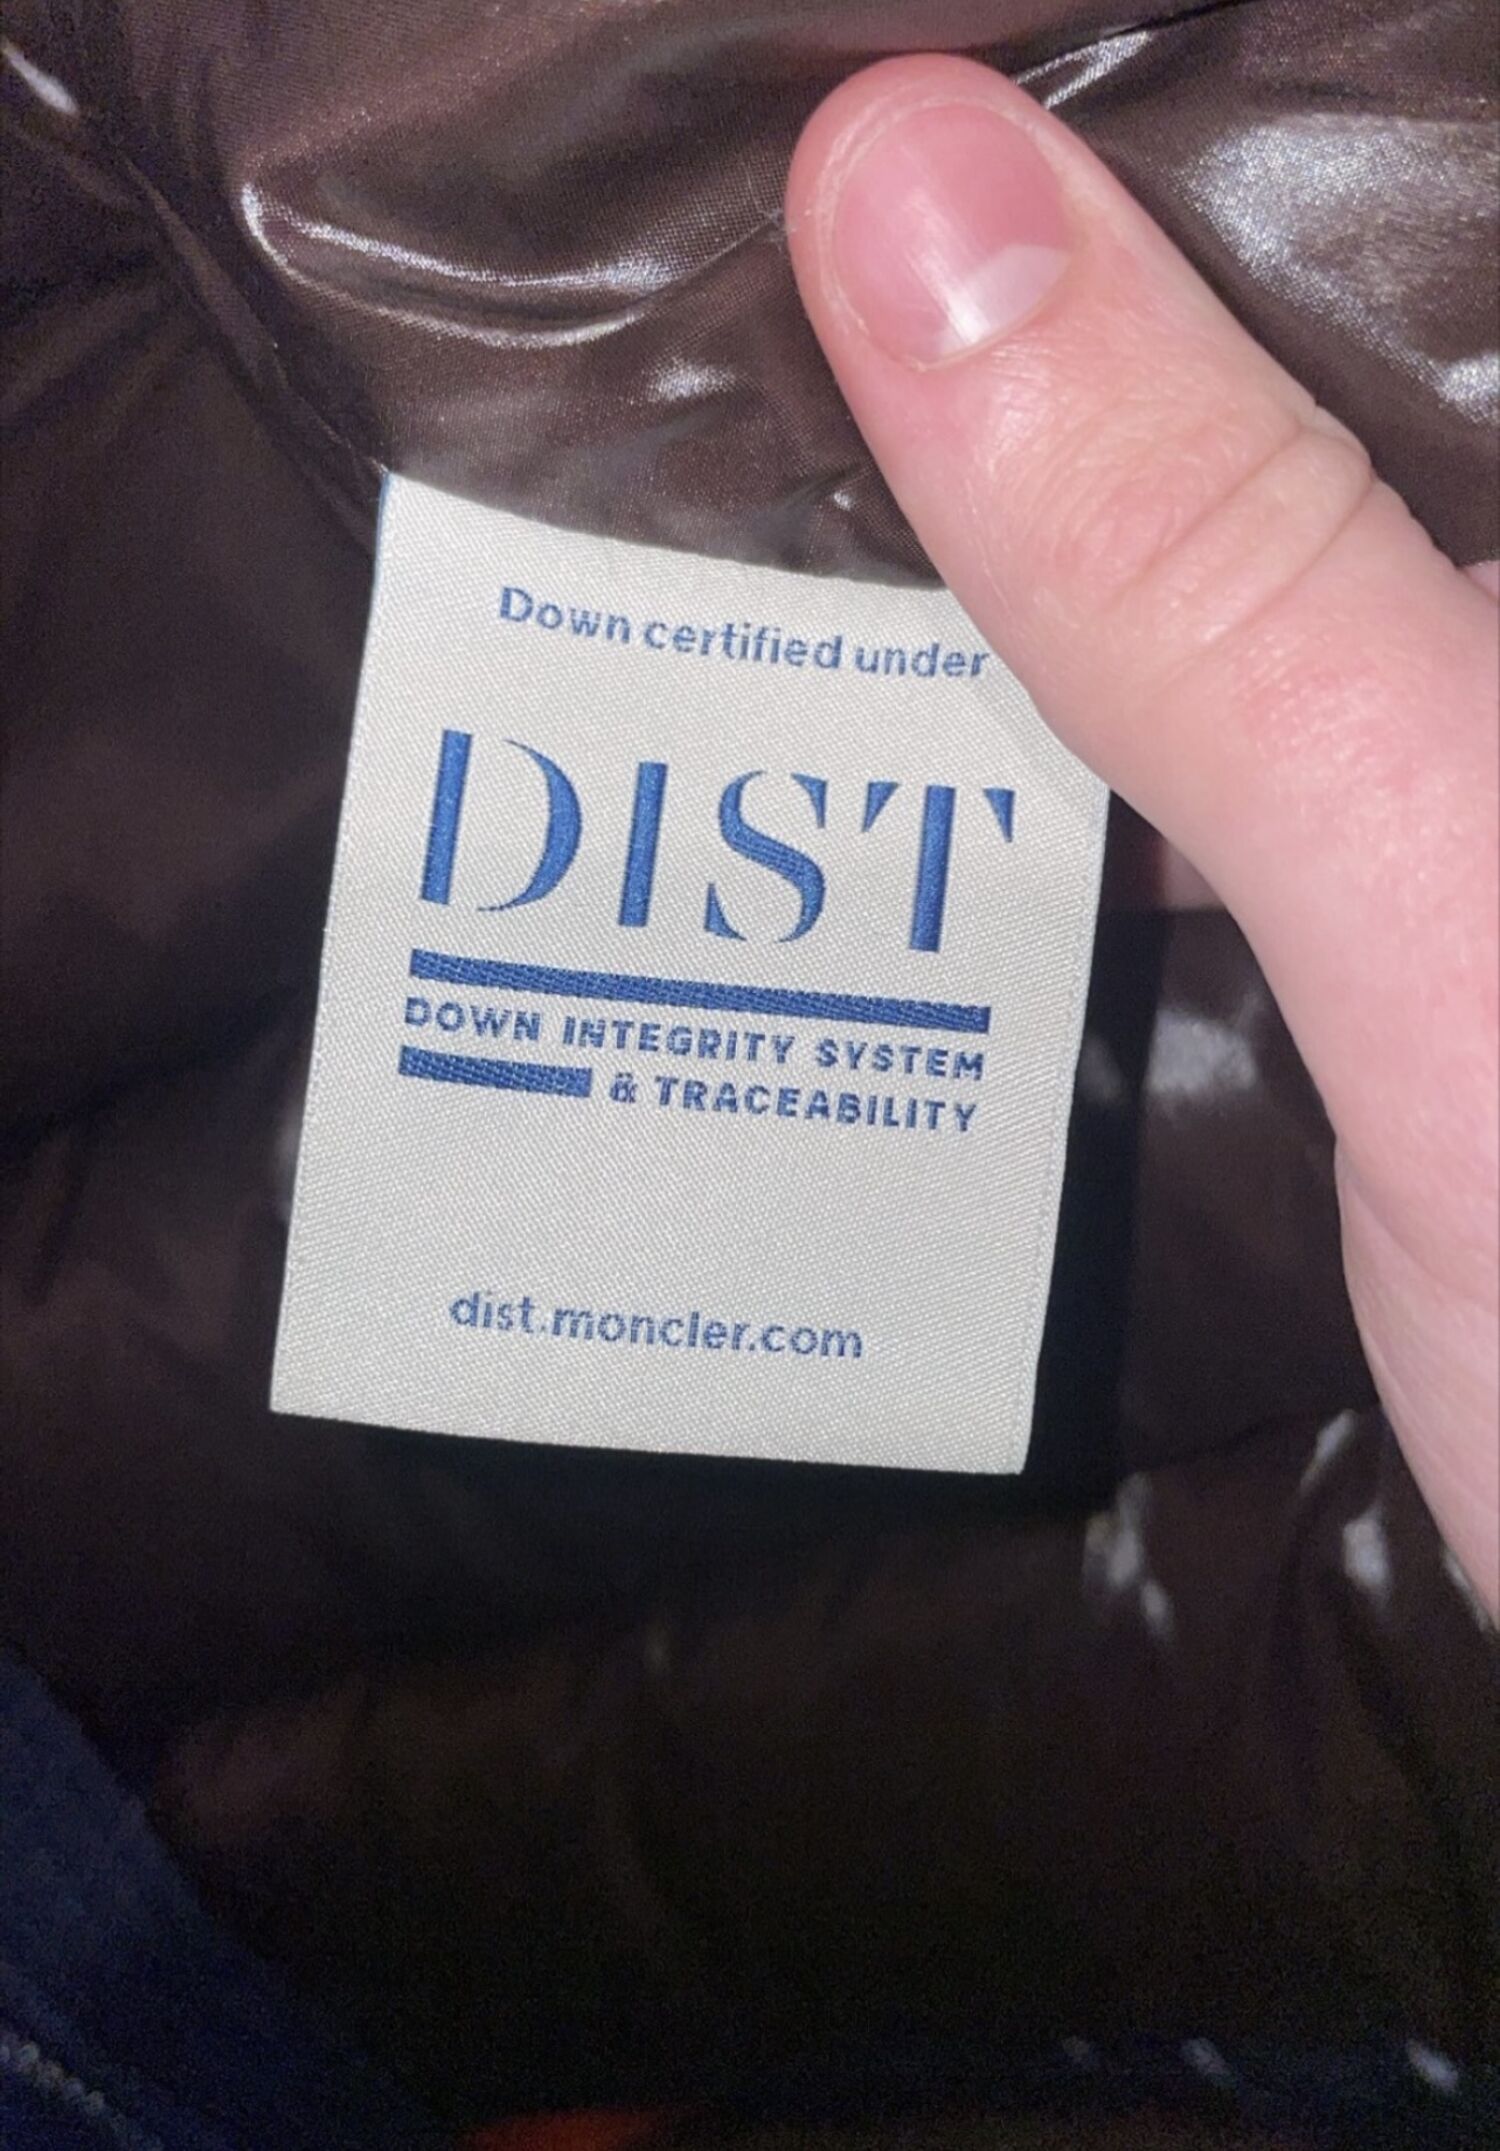 Down certified under
DIST
DOWN INTEGRITY SYSTEM
& TRACEABILITY
dist.moncler.com